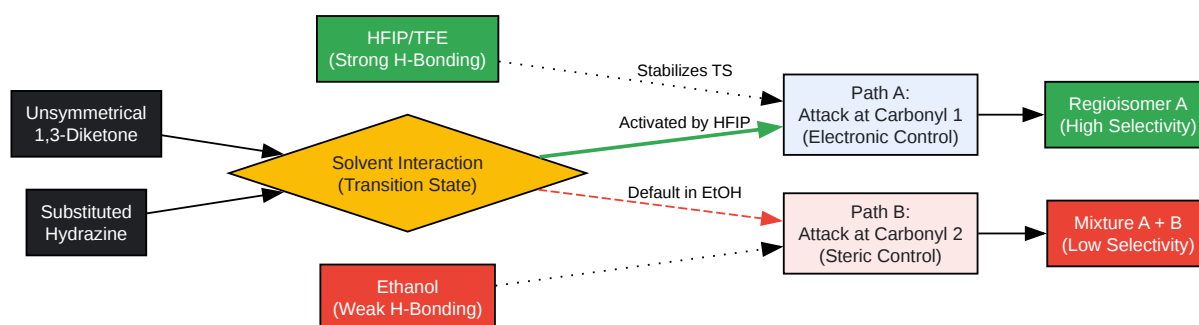 HFIP/TFE
(Strong H-Bonding)
Stabilizes TS
Unsymmetrical
1,3-Diketone
Path A:
Attack at Carbonyl 1
(Electronic Control)
Regioisomer A
(High Selectivity)
Activated by HFIP
Solvent Interaction
(Transition State)
Default in EtOH
Substituted
Hydrazine
Path B:
Attack at Carbonyl 2
(Steric Control)
Mixture A + B
(Low Selectivity)
Ethanol
(Weak H-Bonding)